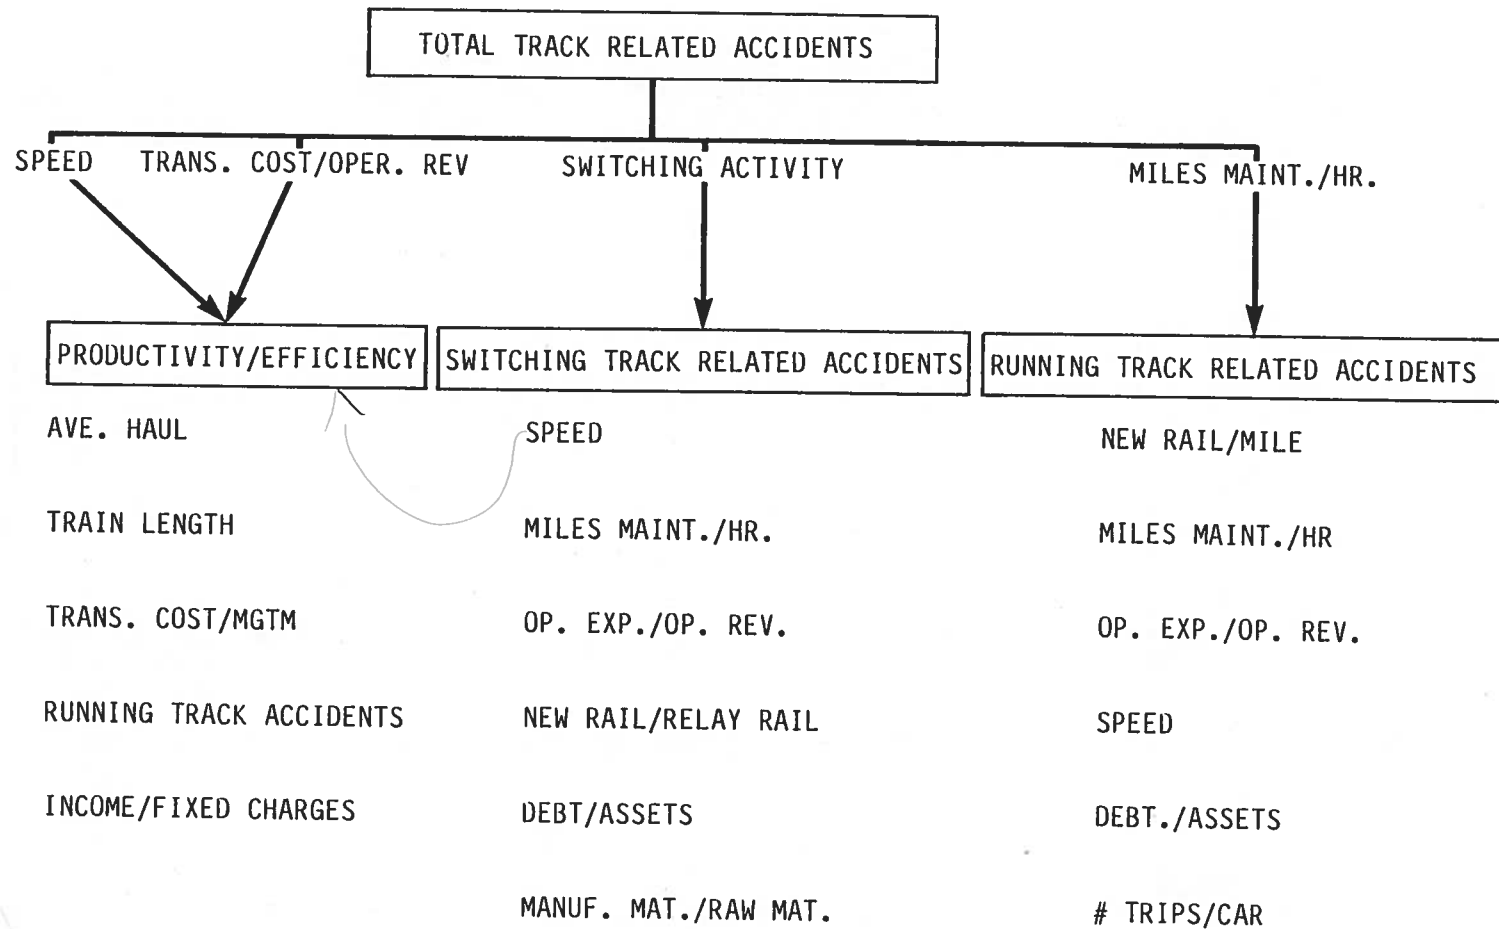 TOTAL TRACK RELATED ACCIDENTS
SPEED
TRANS. COST/OPER. REV
SWITCHING ACTIVITY
MILES MAINT./HR.
PRODUCTIVITY/EFFICIENCY
AVE. HAUL
TRAIN LENGTH
TRANS. COST/MGTM
RUNNING TRACK ACCIDENTS
INCOME/FIXED CHARGES
SWITCHING TRACK RELATED ACCIDENTS
SPEED
MILES MAINT./HR.
OP. EXP./OP. REV.
NEW RAIL/RELAY RAIL
DEBT/ASSETS
MANUF. MAT./RAW MAT.
RUNNING TRACK RELATED ACCIDENTS
NEW RAIL/MILE
MILES MAINT./HR
OP. EXP./OP. REV.
SPEED
DEBT./ASSETS
# TRIPS/CAR